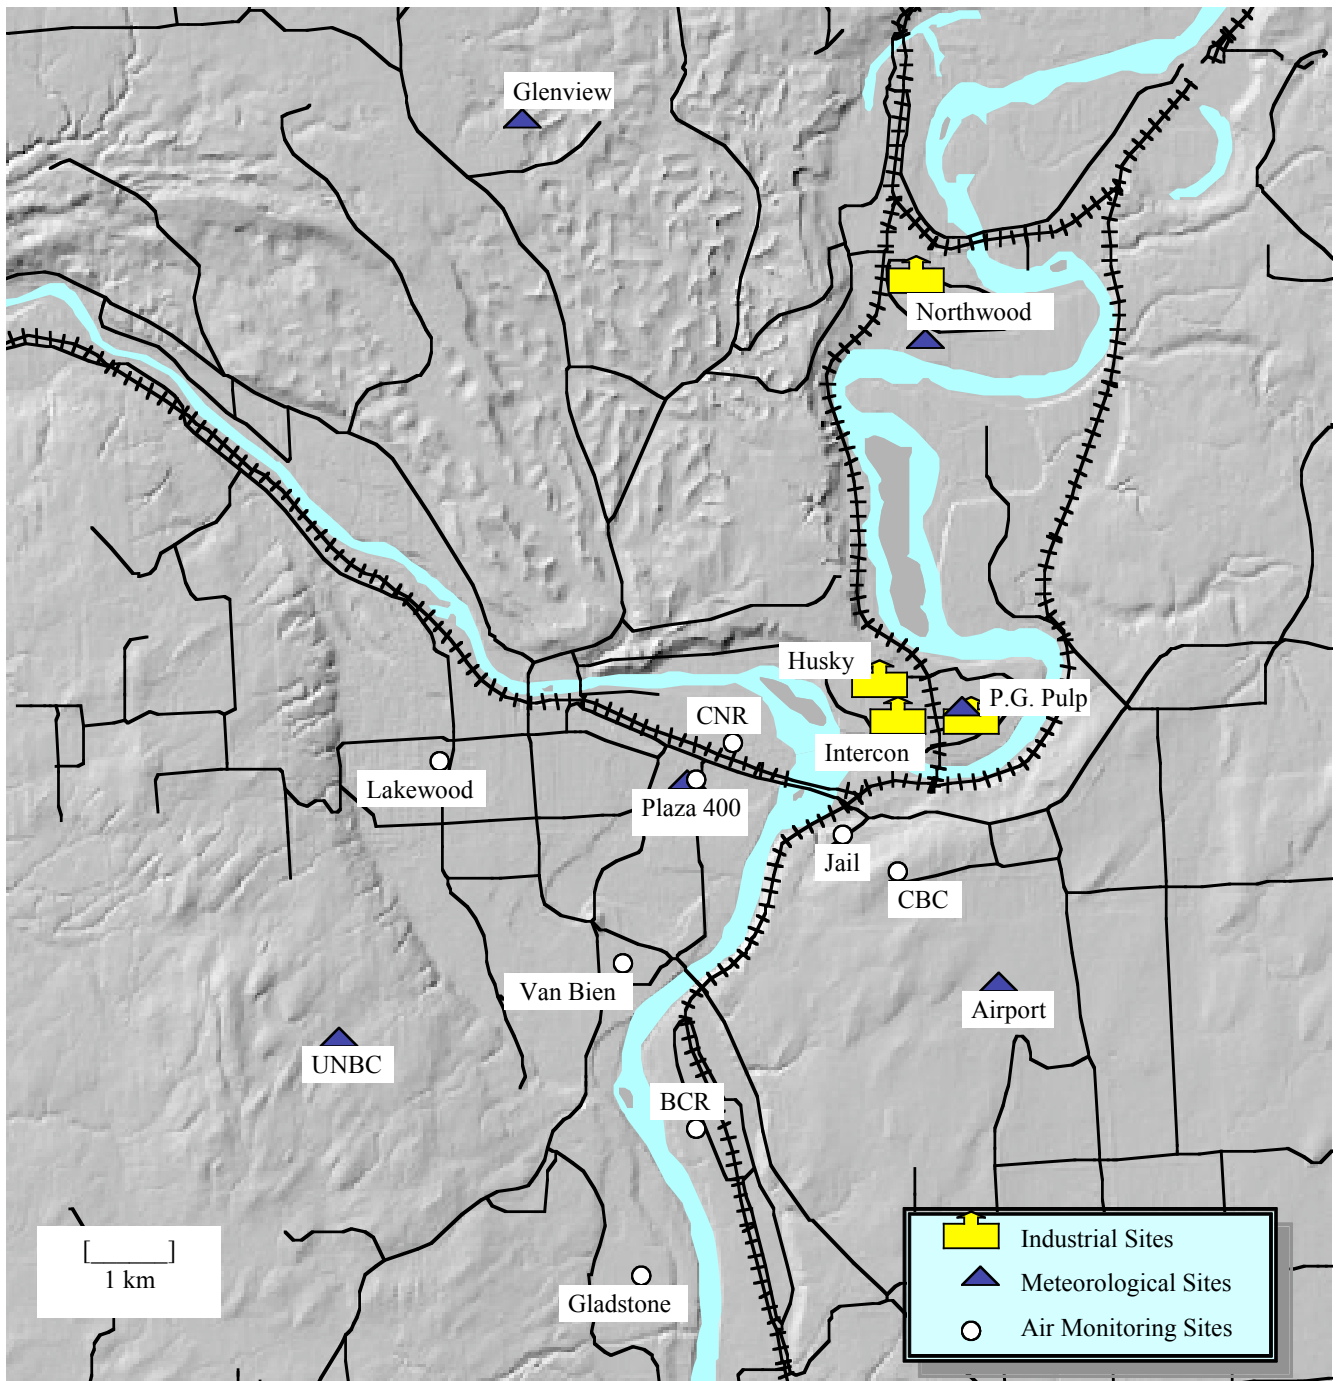 Glenview
Northwood
Husky
P.G. Pulp
CNR
Intercon
Lakewood
Plaza 400
Jail
CBC
Van Bien
Airport
UNBC
BCR
[______]
1 km
Gladstone
Industrial Sites
Meteorological Sites
Air Monitoring Sites